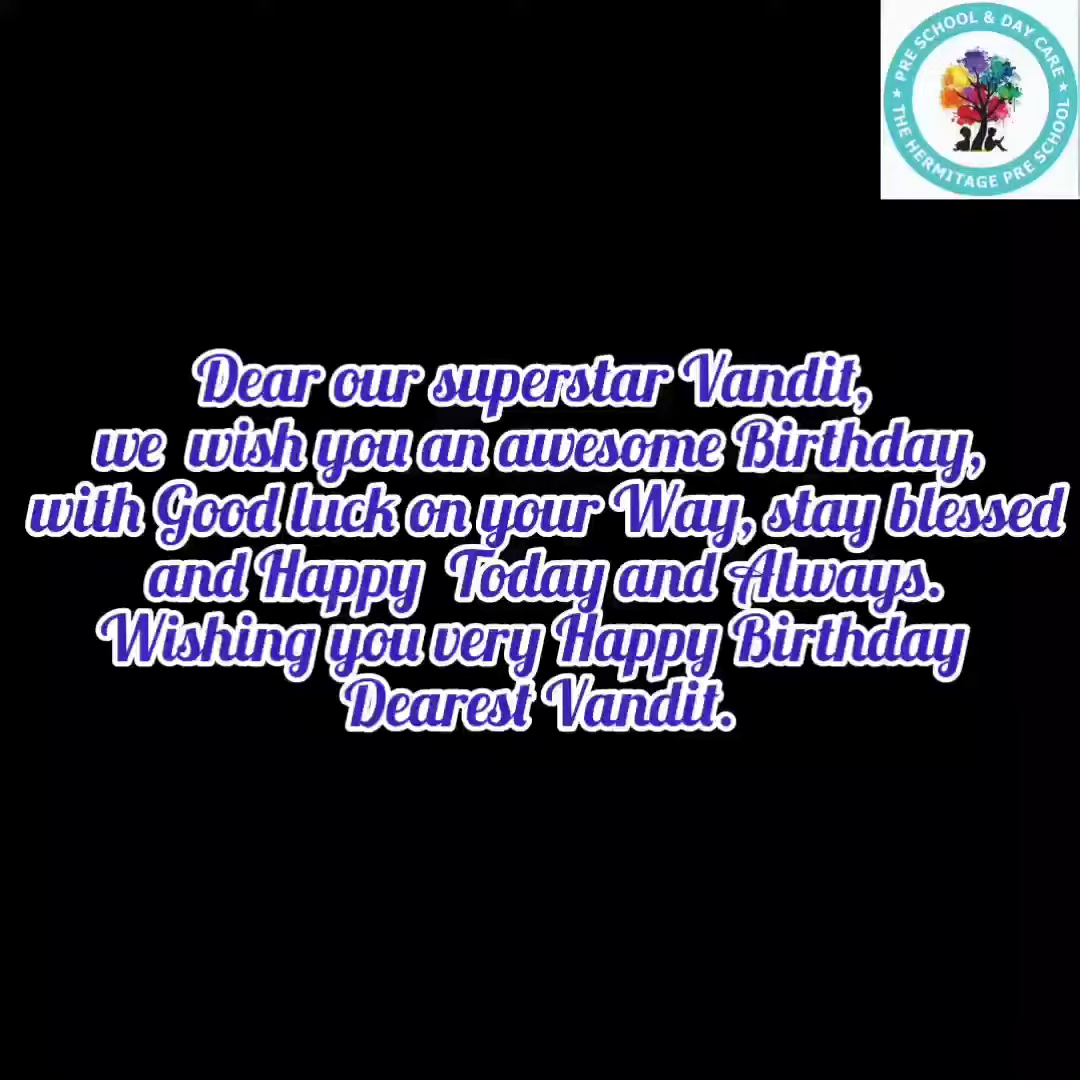 PRE SCHOOL & DAY CARE
THE HERMITAGE PRE SCHOOL
Dear our superstar Vandit,
we wish you an awesome Birthday,
with Good luck on your Way, stay blessed
and Happy Today and Always.
Wishing you very Happy Birthday
Dearest Vandit.